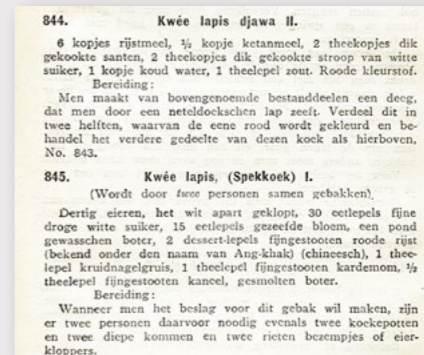 844. Kwée lapis djawa II.
6 kopjes rijstmeel, ½ kopje ketanmeel, 2 theekopjes dik
gekookte santen, 2 theekopjes dik gekookte stroop van witte
suiker, 1 kopje koud water, 1 theelepel zout. Roode kleurstof.
Bereiding:
Men maakt van bovengenoemde bestanddeelen een deeg,
dat men door een neteldoekschen lap zeeft. Verdeel dit in
twee helften, waarvan de eene rood wordt gekleurd en be-
handel het verdere gedeelte van dezen koek als hierboven,
No. 843.
845. Kwée lapis, (Spekkoek) I.
(Wordt door twee personen samen gebakken).
Dertig eieren, het wit apart geklopt, 30 eetlepels fijne
droge witte suiker, 15 eetlepels gezeefde bloem, een pond
gewasschen boter, 2 dessert-lepels fijngestooten roode rijst
(bekend onder den naam van Ang-khak) (chineesch), 1 thee-
lepel kruidnagelgruis, 1 theelepel fijngestooten kardemom, ½
theelepel fijngestooten kaneel, gesmolten boter.
Bereiding:
Wanneer men het beslag voor dit gebak wil maken, zijn
er twee personen daarvoor noodig evenals twee koekepotten
en twee diepe kommen en twee rieten bezempjes of eier-
kloppers.